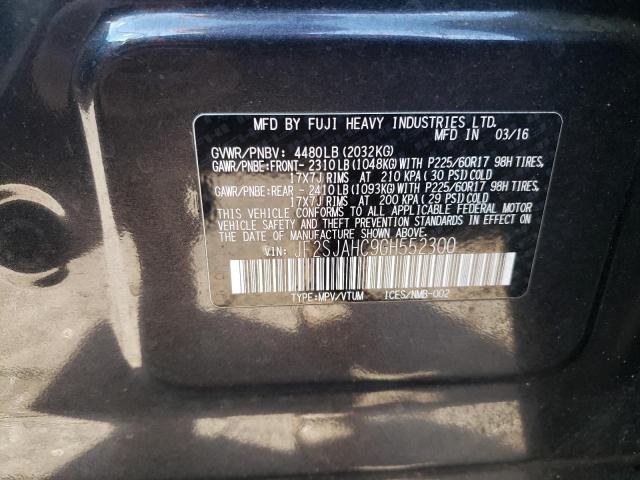 MFD BY FUJI HEAVY INDUSTRIES LTD.
MFD. IN 03/16
GVWR/PNBV: 4480LB(2032KG)
GAWR/PNBE:FRONT- 2310LB(1048KG)WITH P225/60R17 98H TIRES,
17X7J RIMS AT 210 KPA( 30 PSI)COLD
GAWR/PNBE:REAR - 2410LB(1093KG)WITH P225/60R17 98H TIRES,
17X7J RIMS AT 200 KPA( 29 PSI)COLD
THIS VEHICLE CONFORMS TO ALL APPLICABLE FEDERAL MOTOR
VEHICLE SAFETY STANDARDS IN EFFECT ON THE DATE OF
MANUFACTURE SHOWN ABOVE.
VIN: JF2SJAHC9GH552300
TYPE:MPV/VTUM ICES/NMB-002